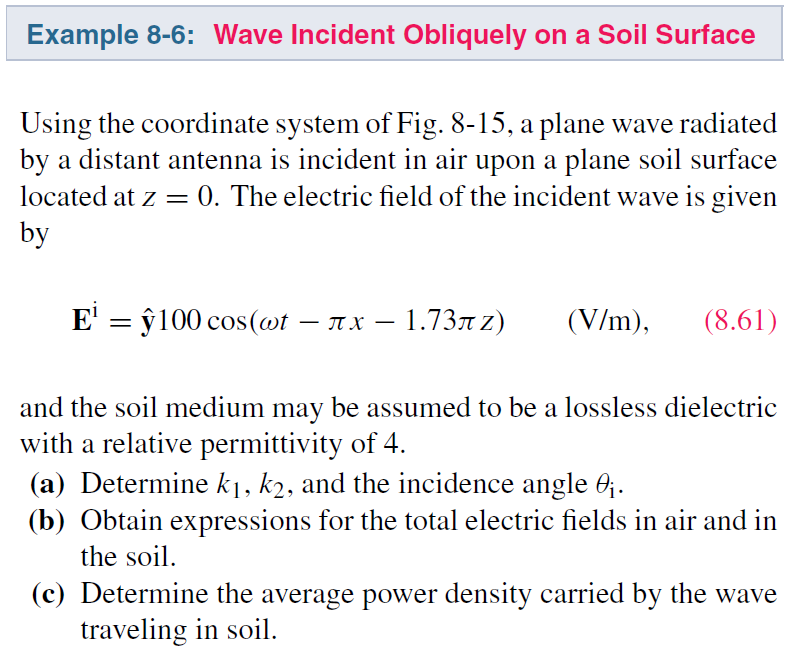 Example 8-6: Wave Incident Obliquely on a Soil Surface
Using the coordinate system of Fig. 8-15, a plane wave radiated
by a distant antenna is incident in air upon a plane soil surface
located at z = 0. The electric field of the incident wave is given
by
Eⁱ = ŷ100 cos(ωt − πx − 1.73πz) (V/m), (8.61)
and the soil medium may be assumed to be a lossless dielectric
with a relative permittivity of 4.
(a) Determine k₁, k₂, and the incidence angle θᵢ.
(b) Obtain expressions for the total electric fields in air and in
the soil.
(c) Determine the average power density carried by the wave
traveling in soil.